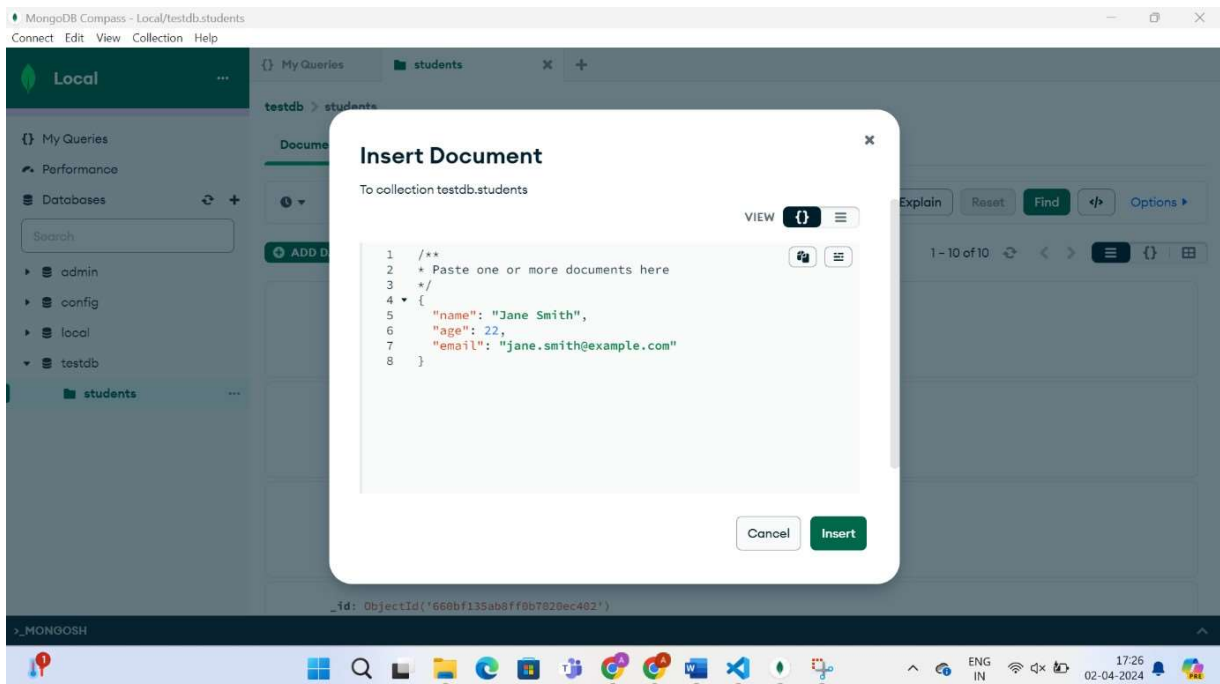 MongoDB Compass - Local/testdb.students
Connect Edit View Collection Help
Local
{} My Queries
students
testdb > students
{} My Queries
Performance
Databases
Search
admin
config
local
testdb
students
Docume
Explain
Reset
Find
</>
Options
ADD D
1 – 10 of 10
{}
Insert Document
To collection testdb.students
VIEW {}
1 /**
2 * Paste one or more documents here
3 */
4 {
5 "name": "Jane Smith",
6 "age": 22,
7 "email": "jane.smith@example.com"
8 }
Cancel
Insert
_id: ObjectId('660bf135ab8ff0b7020ec402')
>_MONGOSH
ENG
IN
17:26
02-04-2024